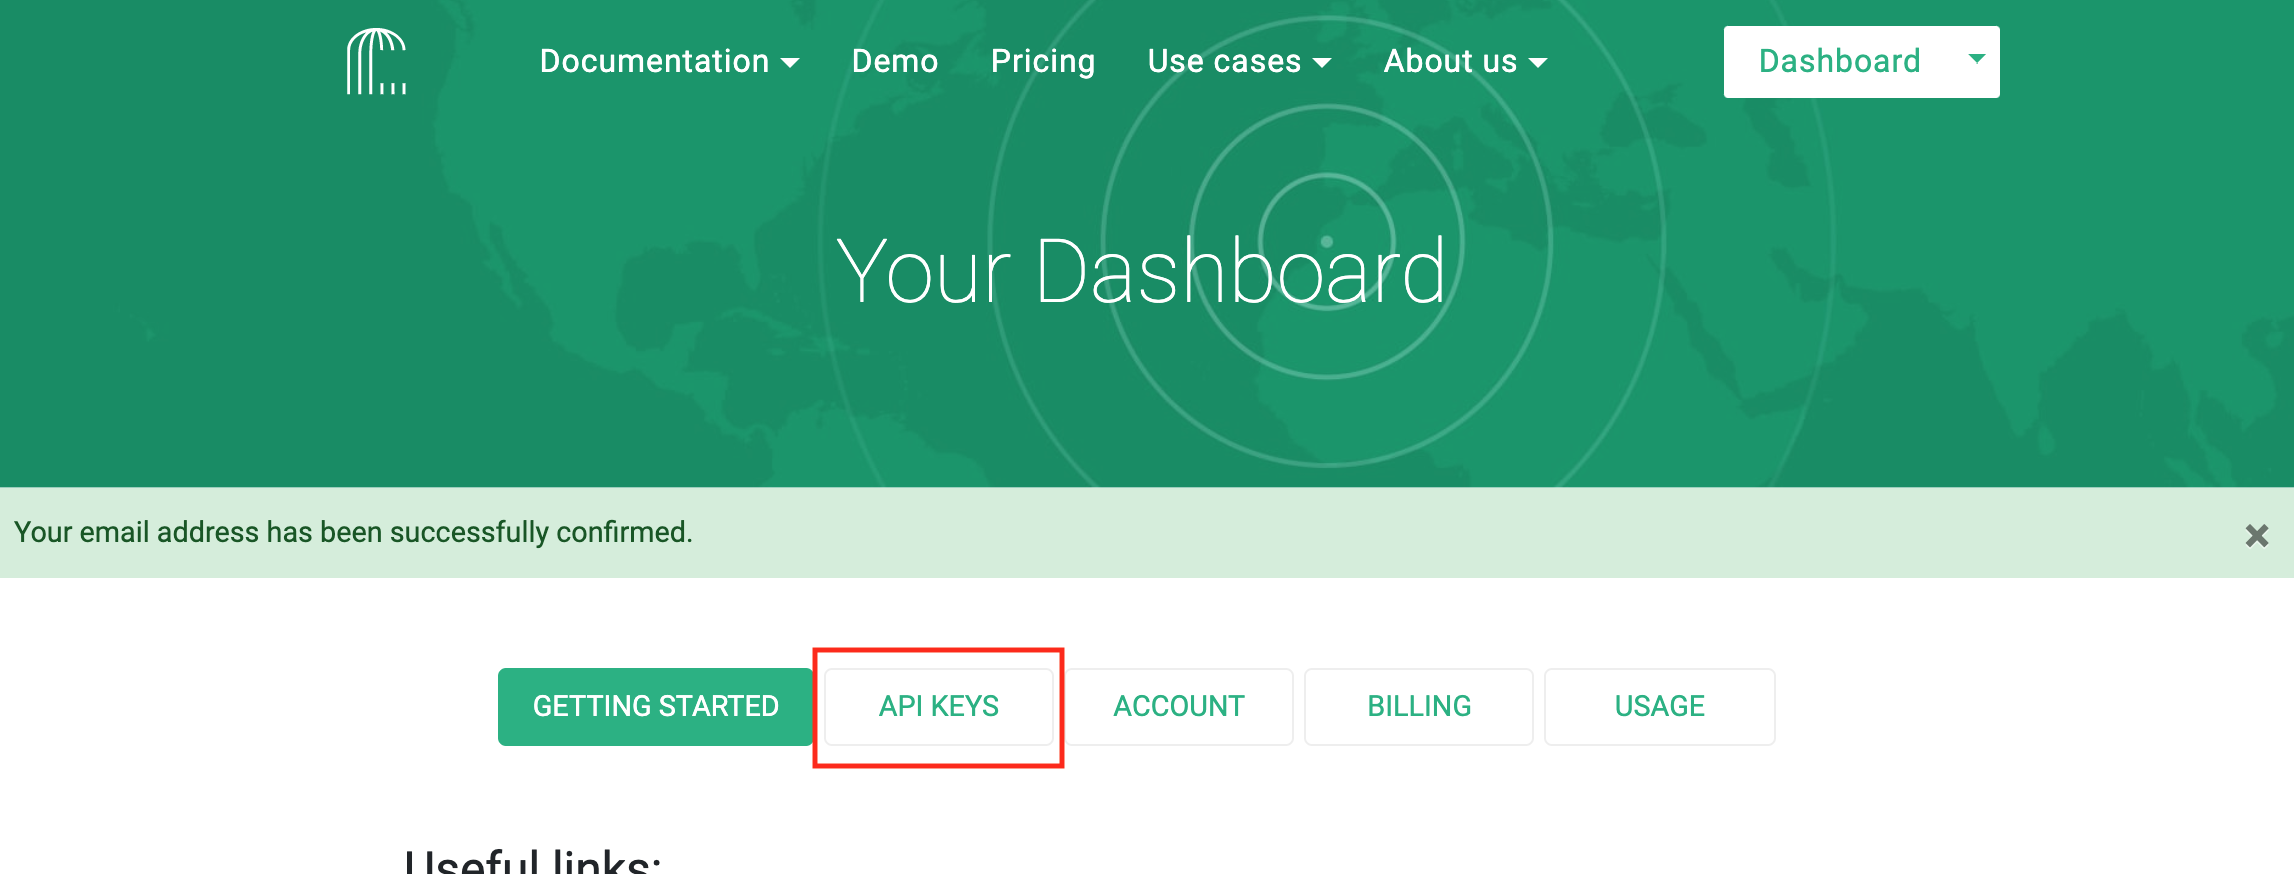 Documentation Demo Pricing Use cases About us Dashboard
Your Dashboard
Your email address has been successfully confirmed.
GETTING STARTED API KEYS ACCOUNT BILLING USAGE
Useful links: